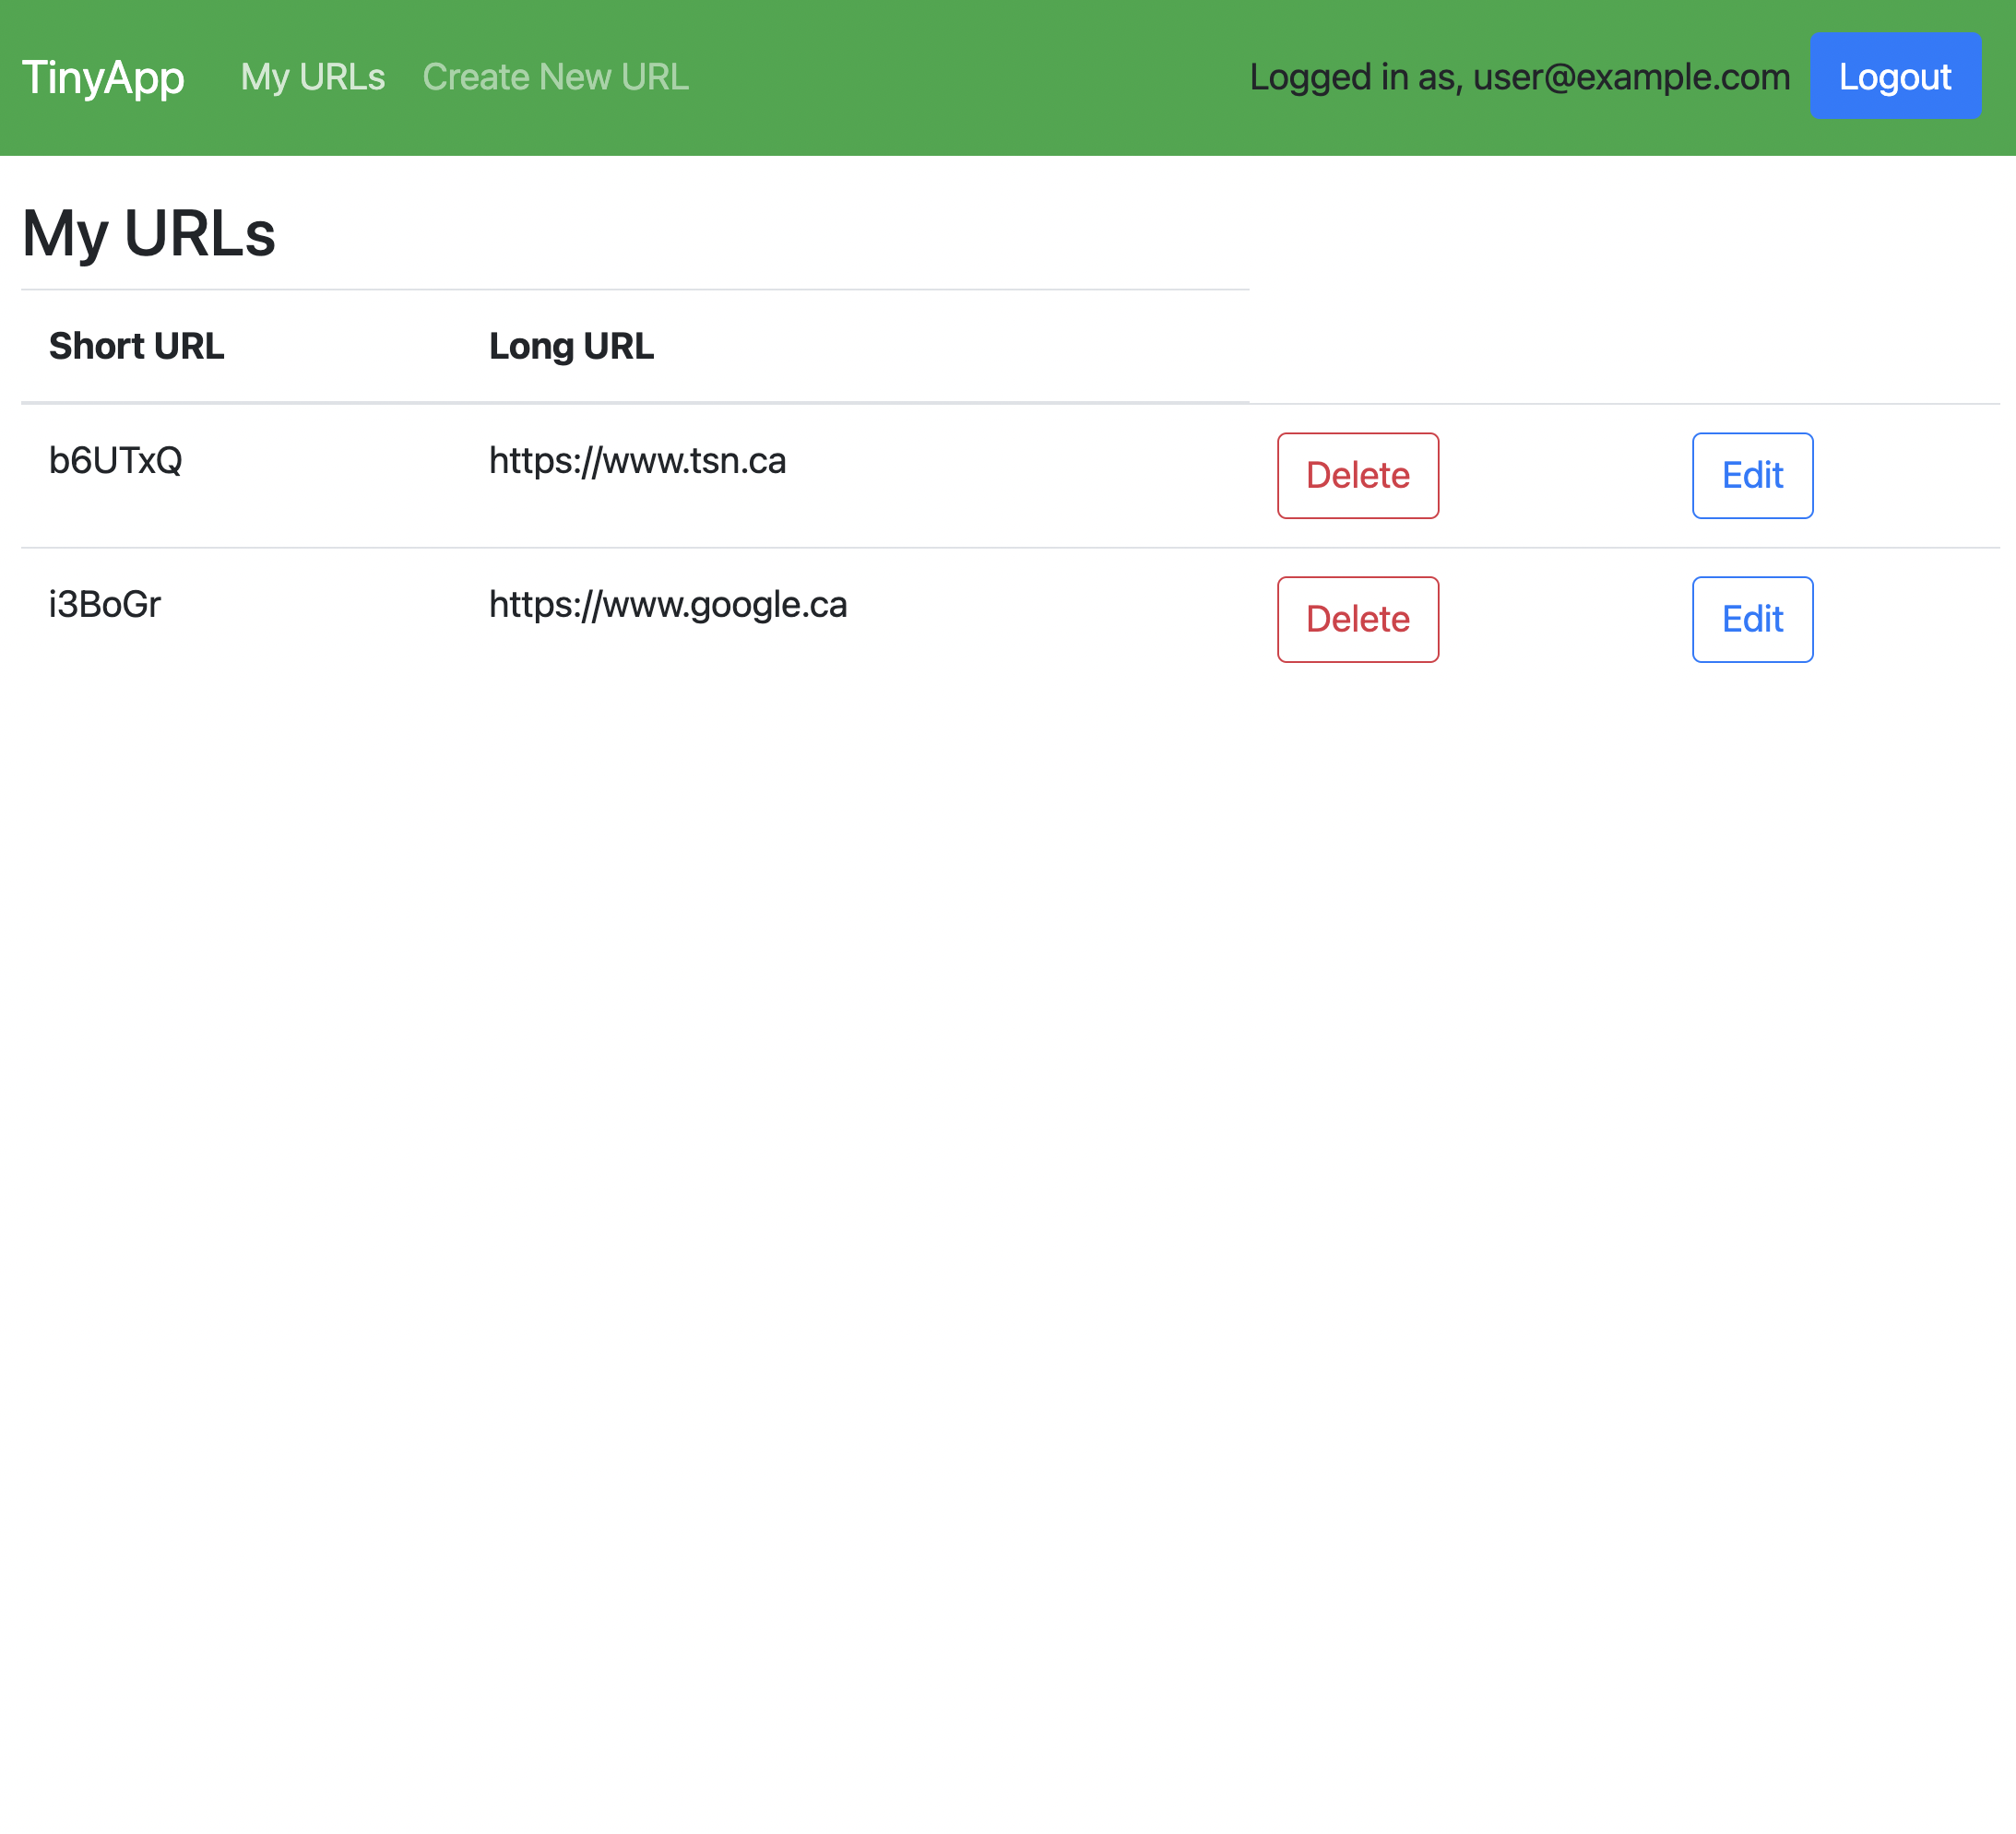 TinyApp My URLs Create New URL Logged in as, user@example.com Logout
My URLs
Short URL Long URL
b6UTxQ https://www.tsn.ca Delete Edit
i3BoGr https://www.google.ca Delete Edit